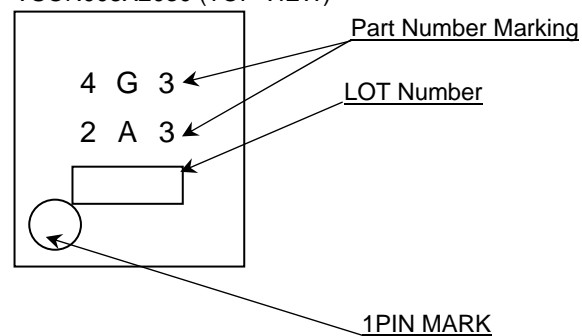 Part Number Marking
4 G 3
LOT Number
2 A 3
1PIN MARK